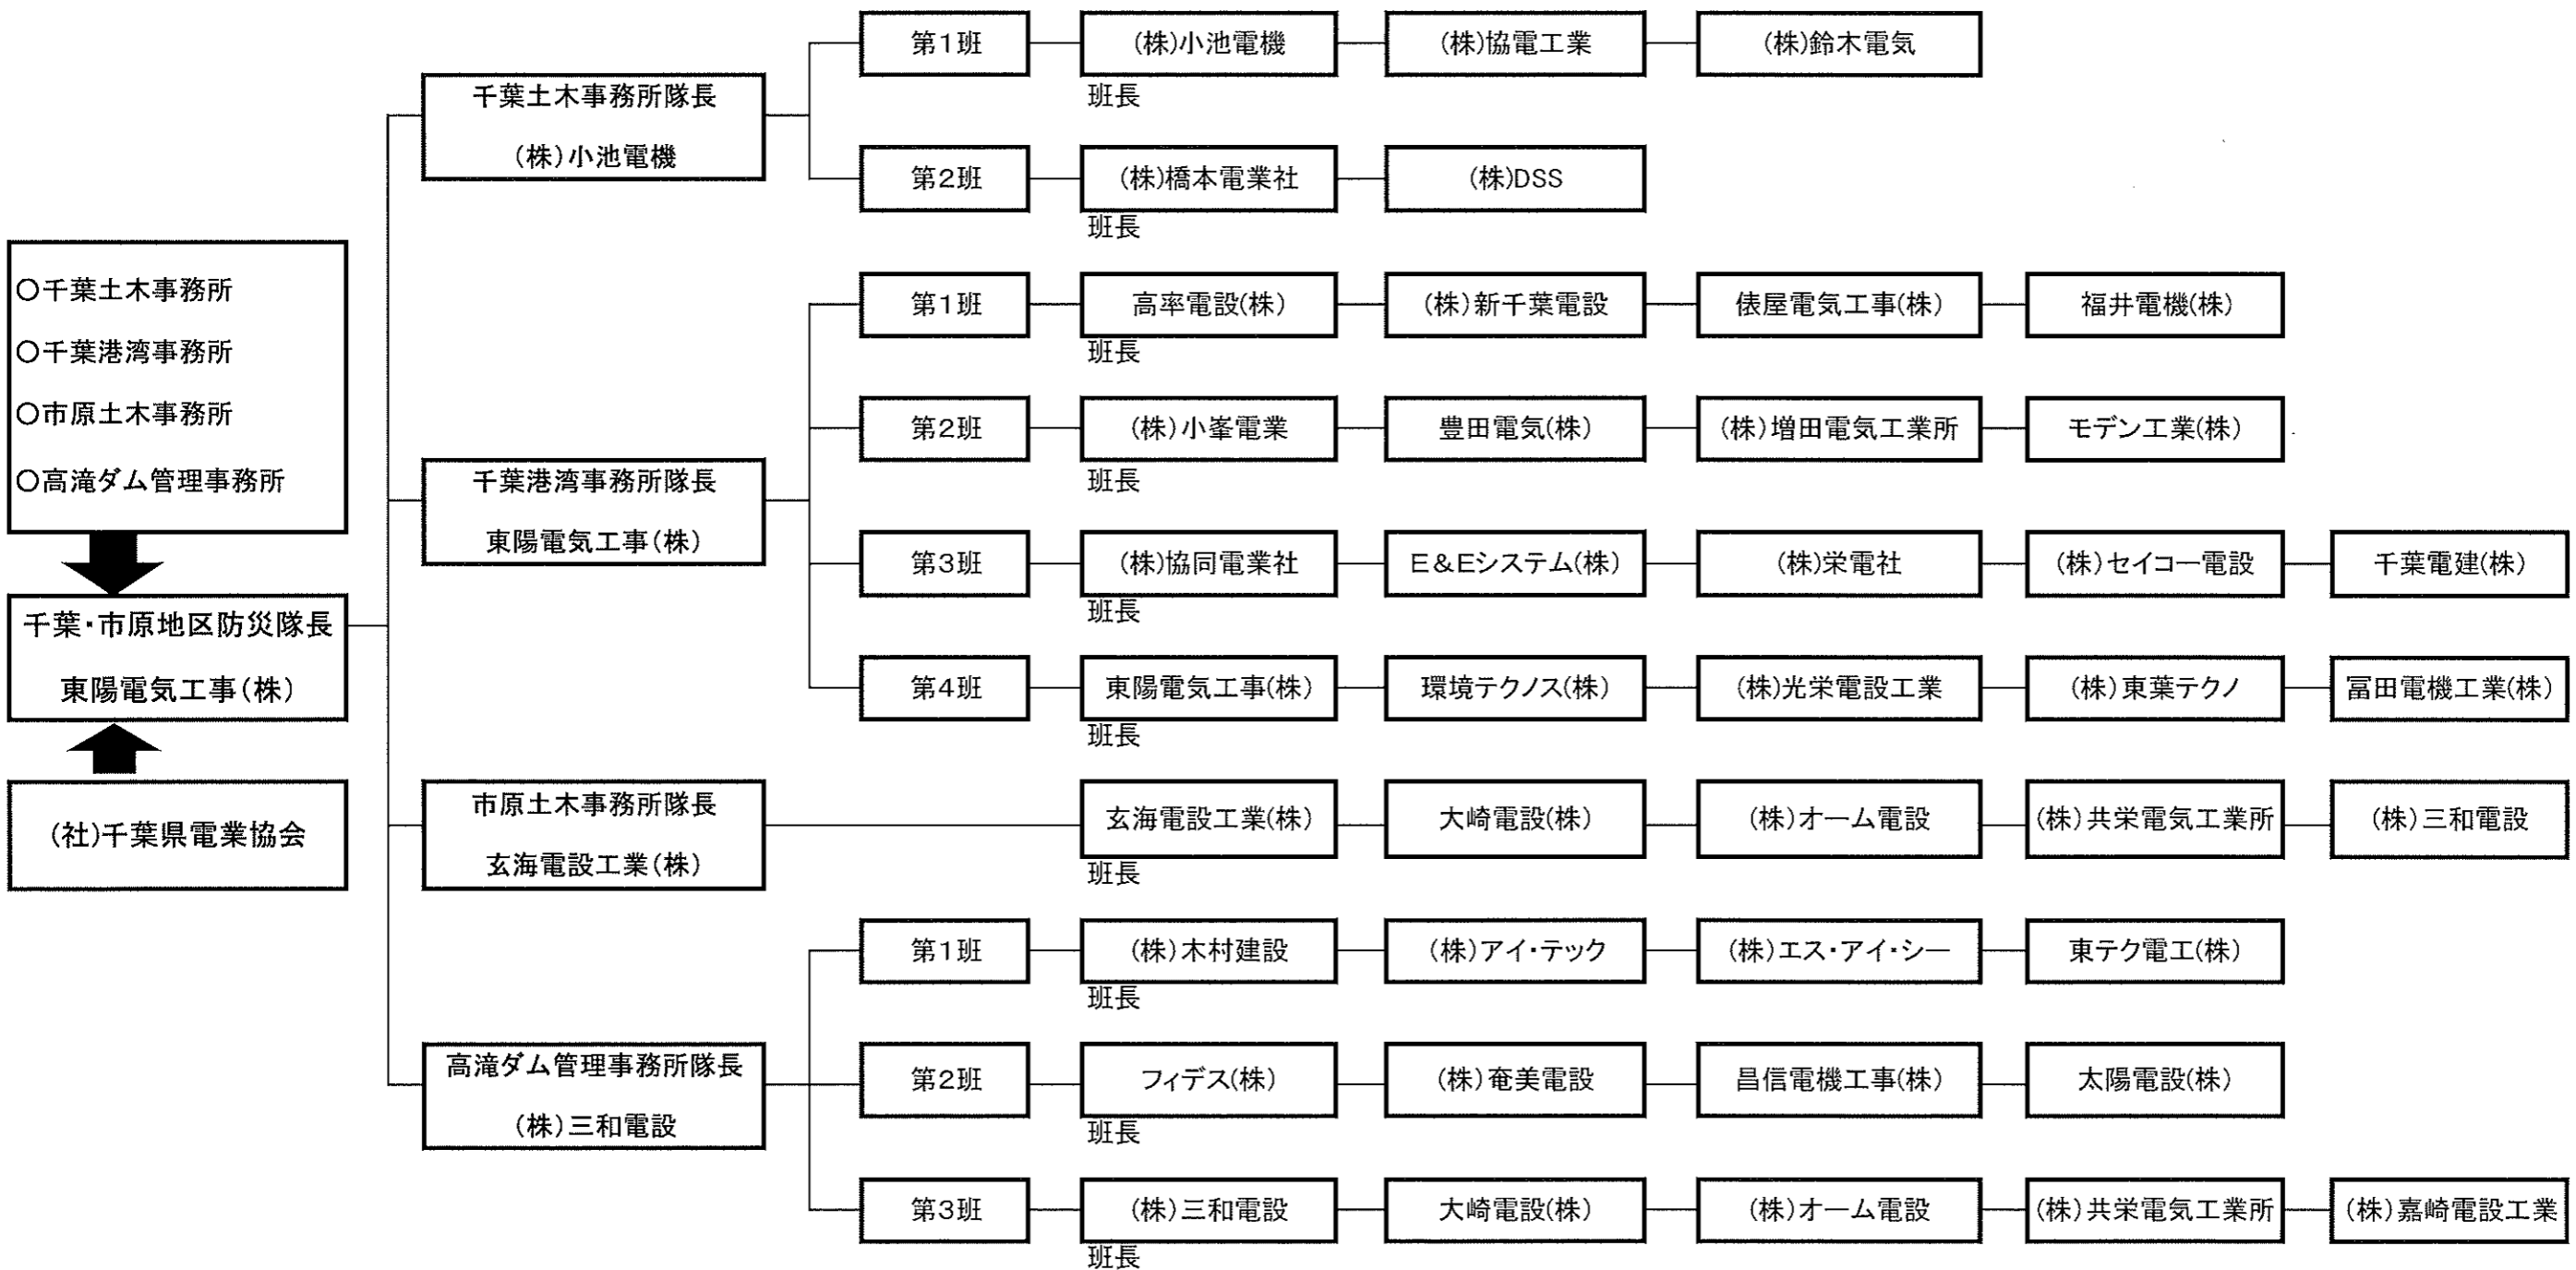 ○千葉土木事務所
○千葉港湾事務所
○市原土木事務所
○高滝ダム管理事務所
千葉・市原地区防災隊長
東陽電気工事(株)
(社)千葉県電業協会
千葉土木事務所隊長
(株)小池電機
第1班 (株)小池電機 (株)協電工業 (株)鈴木電気
班長
第2班 (株)橋本電業社 (株)DSS
班長
千葉港湾事務所隊長
東陽電気工事(株)
第1班 高率電設(株) (株)新千葉電設 俵屋電気工事(株) 福井電機(株)
班長
第2班 (株)小峯電業 豊田電気(株) (株)増田電気工業所 モデン工業(株)
班長
第3班 (株)協同電業社 E&Eシステム(株) (株)栄電社 (株)セイコー電設 千葉電建(株)
班長
第4班 東陽電気工事(株) 環境テクノス(株) (株)光栄電設工業 (株)東葉テクノ 冨田電機工業(株)
班長
市原土木事務所隊長
玄海電設工業(株)
玄海電設工業(株) 大崎電設(株) (株)オーム電設 (株)共栄電気工業所 (株)三和電設
班長
高滝ダム管理事務所隊長
(株)三和電設
第1班 (株)木村建設 (株)アイ・テック (株)エス・アイ・シー 東テク電工(株)
班長
第2班 フィデス(株) (株)奄美電設 昌信電機工事(株) 太陽電設(株)
班長
第3班 (株)三和電設 大崎電設(株) (株)オーム電設 (株)共栄電気工業所 (株)嘉崎電設工業
班長